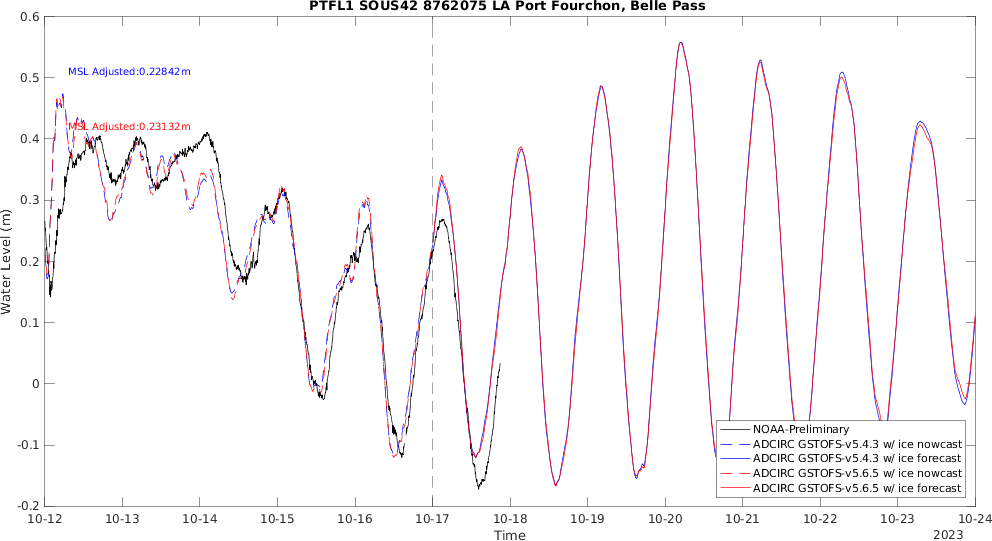 PTFL1 SOUS42 8762075 LA Port Fourchon, Belle Pass
0.6
0.5
0.4
0.3
0.2
0.1
0
-0.1
-0.2
Water Level (m)
MSL Adjusted:0.22842m
MSL Adjusted:0.23132m
NOAA-Preliminary
ADCIRC GSTOFS-v5.4.3 w/ ice nowcast
ADCIRC GSTOFS-v5.4.3 w/ ice forecast
ADCIRC GSTOFS-v5.6.5 w/ ice nowcast
ADCIRC GSTOFS-v5.6.5 w/ ice forecast
10-12 10-13 10-14 10-15 10-16 10-17 10-18 10-19 10-20 10-21 10-22 10-23 10-24
Time
2023